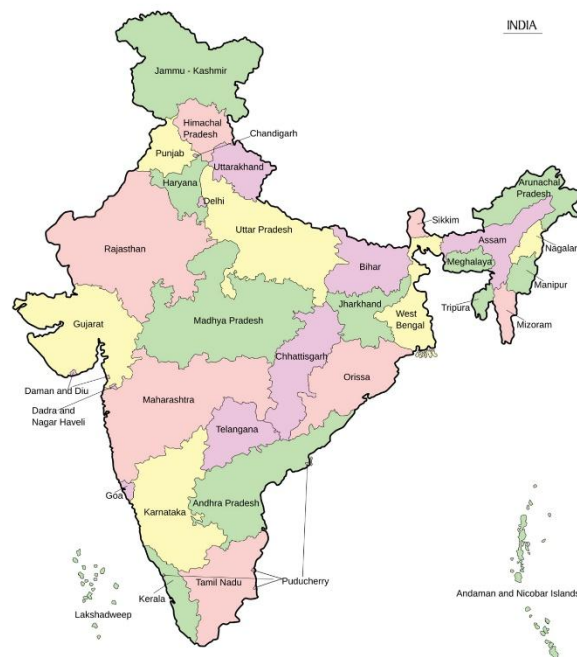 INDIA
Jammu - Kashmir
Himachal
Pradesh
Chandigarh
Punjab
Uttarakhand
Haryana
Delhi
Arunachal
Pradesh
Sikkim
Rajasthan
Uttar Pradesh
Assam
Nagalan
Bihar
Meghalaya
Manipur
Jharkhand
Tripura
Gujarat
Madhya Pradesh
West
Bengal
Mizoram
Chhattisgarh
Orissa
Daman and Diu
Dadra and
Nagar Haveli
Maharashtra
Telangana
Goa
Andhra Pradesh
Karnataka
Tamil Nadu
Puducherry
Kerala
Lakshadweep
Andaman and Nicobar Islands